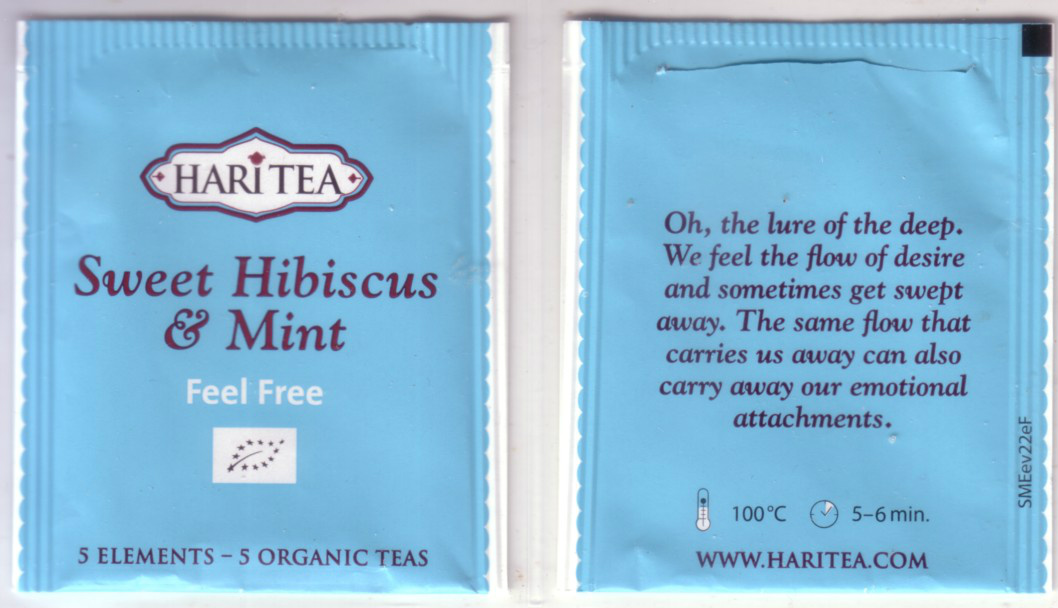 HARI TEA
Sweet Hibiscus
& Mint
Feel Free
5 ELEMENTS – 5 ORGANIC TEAS
Oh, the lure of the deep.
We feel the flow of desire
and sometimes get swept
away. The same flow that
carries us away can also
carry away our emotional
attachments.
100°C 5–6 min.
WWW.HARITEA.COM
SMEev22eF